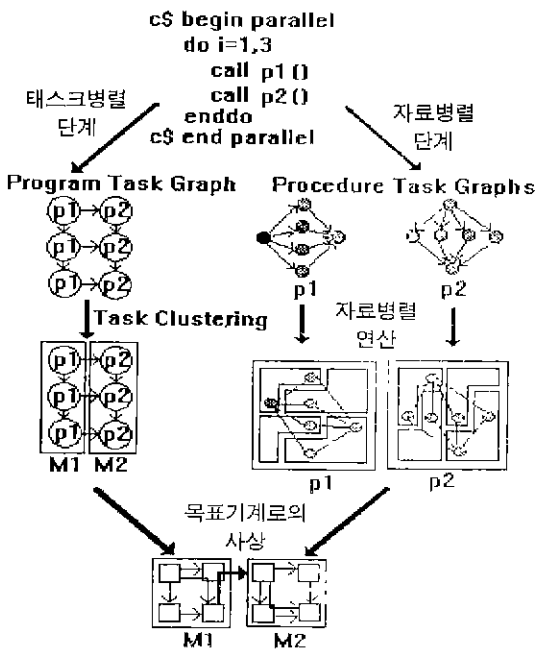 c$ begin parallel
do i=1,3
call p1()
call p2()
enddo
c$ end parallel
태스크병렬
단계
자료병렬
단계
Program Task Graph
Procedure Task Graphs
p1 p2
p1 p2
p1 p2
p1
p2
Task Clustering
자료병렬
연산
p1 p2
p1 p2
p1 p2
M1 M2
p1
p2
목표기계로의
사상
M1
M2